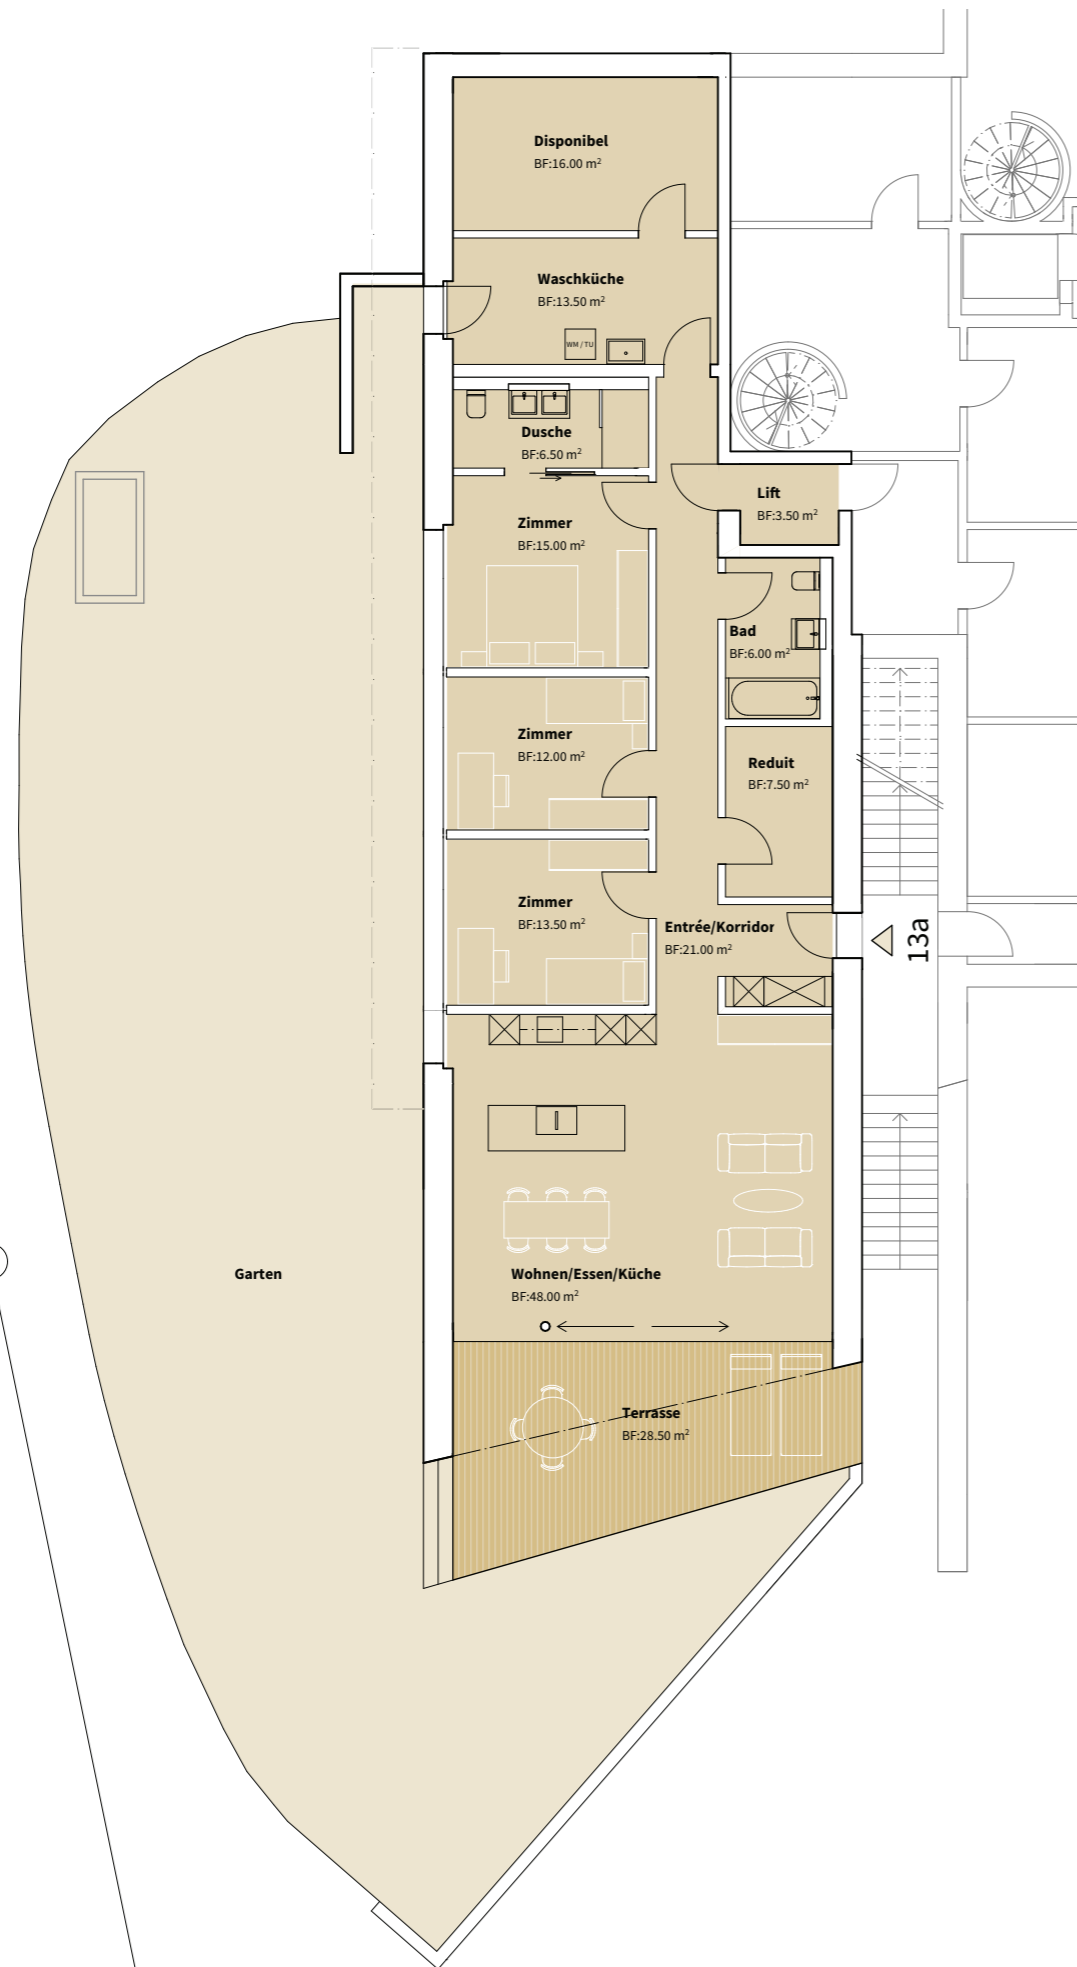 Disponibel
BF:16.00 m²
Waschküche
BF:13.50 m²
WM / TU
Dusche
BF:6.50 m²
Lift
BF:3.50 m²
Zimmer
BF:15.00 m²
Bad
BF:6.00 m²
Zimmer
BF:12.00 m²
Reduit
BF:7.50 m²
Zimmer
BF:13.50 m²
Entrée/Korridor
BF:21.00 m²
13a
Garten
Wohnen/Essen/Küche
BF:48.00 m²
Terrasse
BF:28.50 m²